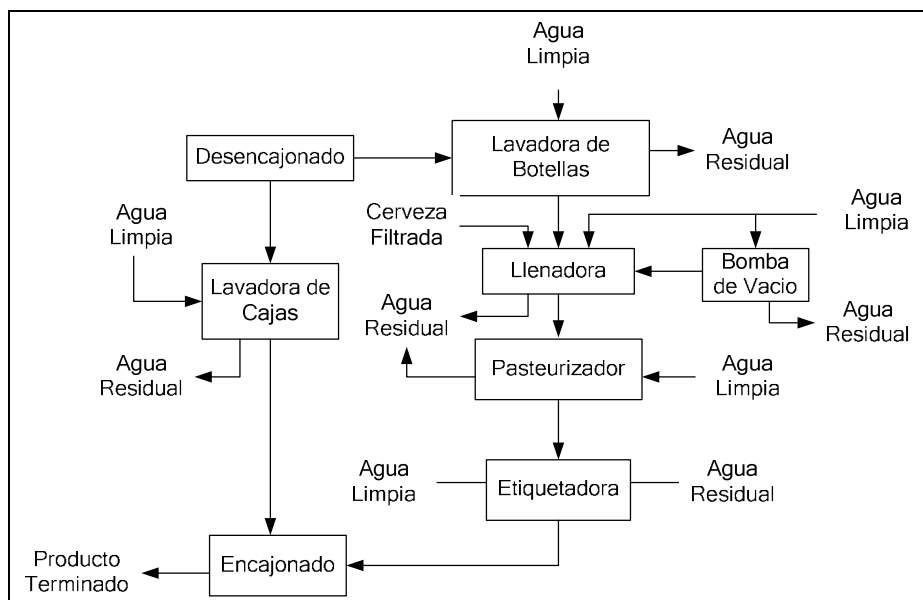 Agua
Limpia
Desencajonado
Lavadora de
Botellas
Agua
Residual
Agua
Limpia
Cerveza
Filtrada
Agua
Limpia
Lavadora de
Cajas
Llenadora
Bomba
de Vacio
Agua
Residual
Agua
Residual
Agua
Residual
Pasteurizador
Agua
Limpia
Agua
Limpia
Etiquetadora
Agua
Residual
Producto
Terminado
Encajonado